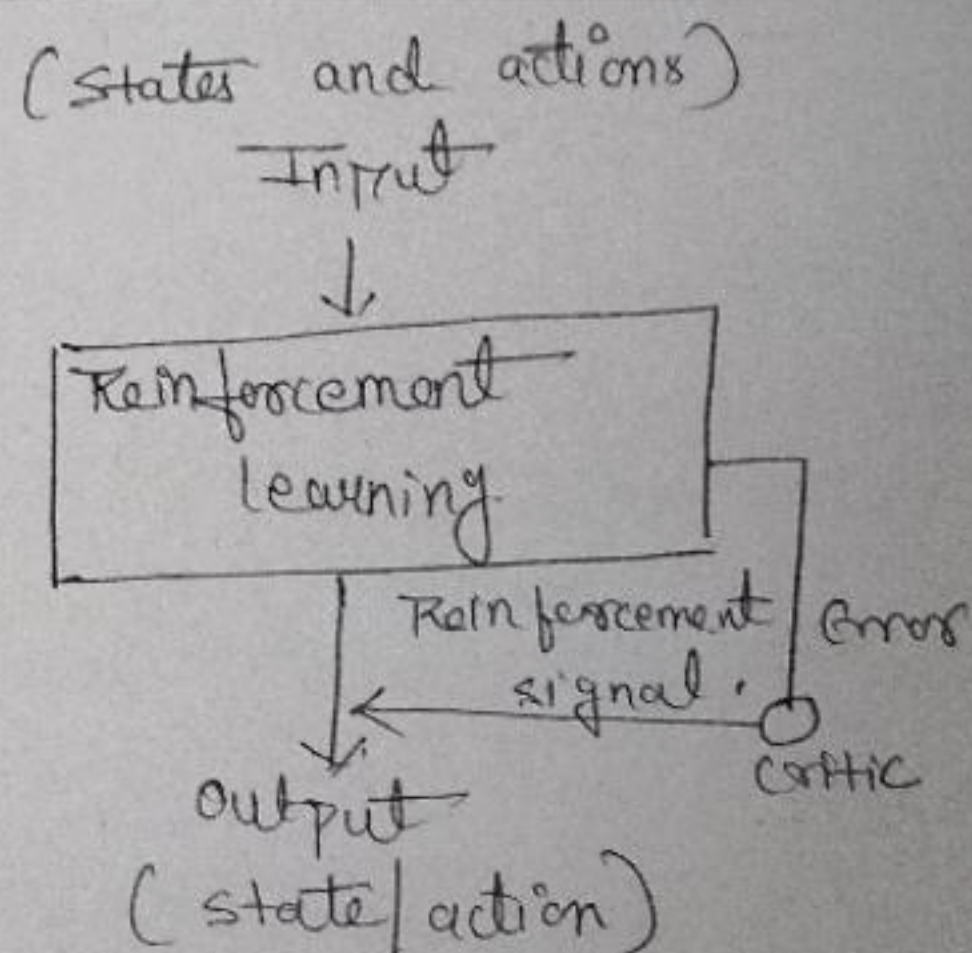 (states and actions)
Input
Reinforcement
learning
Reinforcement
signal.
Error
critic
Output
(state/action)